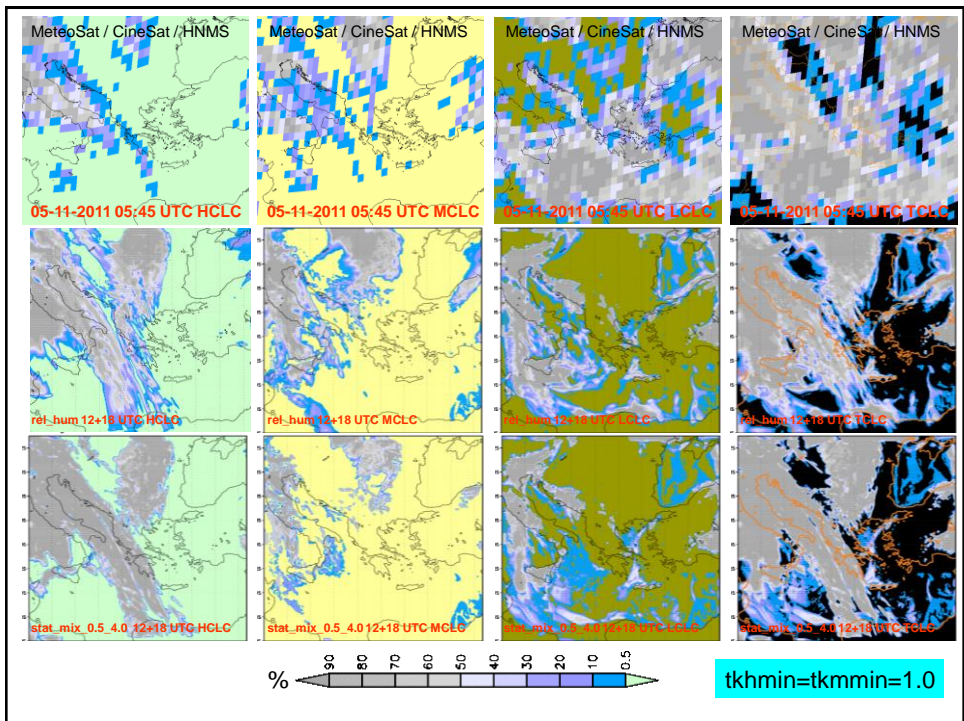 MeteoSat / CineSat / HNMS
MeteoSat / CineSat / HNMS
MeteoSat / CineSat / HNMS
MeteoSat / CineSat / HNMS
05-11-2011 05:45 UTC HCLC
05-11-2011 05:45 UTC MCLC
05-11-2011 05:45 UTC LCLC
05-11-2011 05:45 UTC TCLC
rel_hum 12+18 UTC HCLC
rel_hum 12+18 UTC MCLC
rel_hum 12+18 UTC LCLC
rel_hum 12+18 UTC TCLC
stat_mix_0.5_4.0 12+18 UTC HCLC
stat_mix_0.5_4.0 12+18 UTC MCLC
stat_mix_0.5_4.0 12+18 UTC LCLC
stat_mix_0.5_4.0 12+18 UTC TCLC
% 90 80 70 60 50 40 30 20 10 0.5
tkhmin=tkmmin=1.0